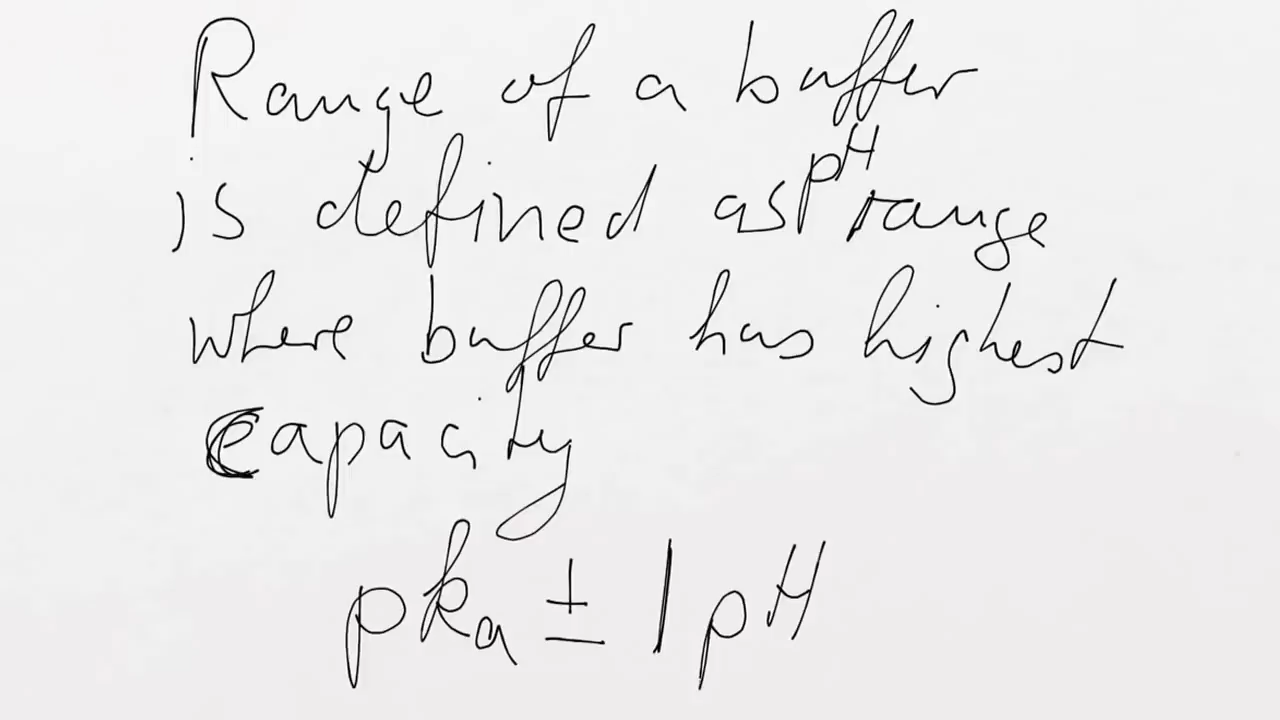 Range of a buffer
is defined as pH range
where buffer has highest
capacity
pka ± 1 pH